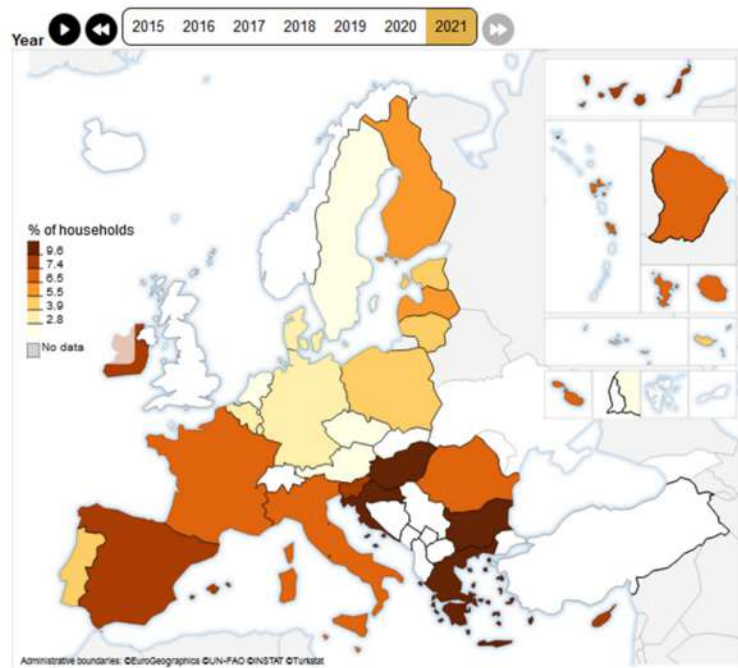 Year 2015 2016 2017 2018 2019 2020 2021
% of households
9.6
7.4
6.5
5.5
3.9
2.8
No data
Administrative boundaries: ©EuroGeographics ©UN-FAO ©INSTAT ©Turkstat